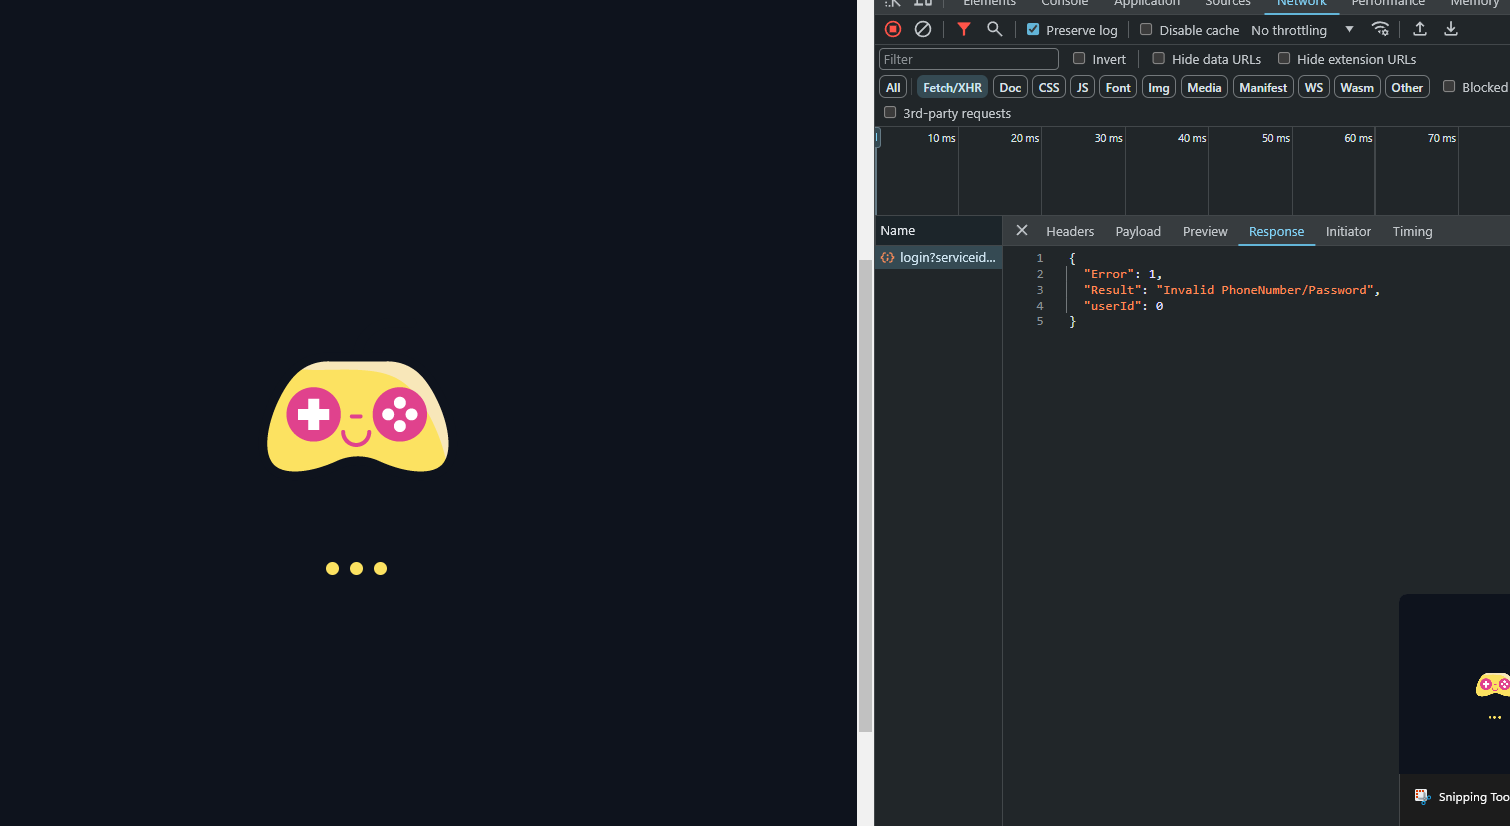 Elements Console Application Sources Network Performance Memory
Preserve log Disable cache No throttling
Filter Invert Hide data URLs Hide extension URLs
All Fetch/XHR Doc CSS JS Font Img Media Manifest WS Wasm Other Blocked
3rd-party requests
10 ms 20 ms 30 ms 40 ms 50 ms 60 ms 70 ms
Name Headers Payload Preview Response Initiator Timing
login?serviceid...
1 {
2 "Error": 1,
3 "Result": "Invalid PhoneNumber/Password",
4 "userId": 0
5 }
Snipping Too